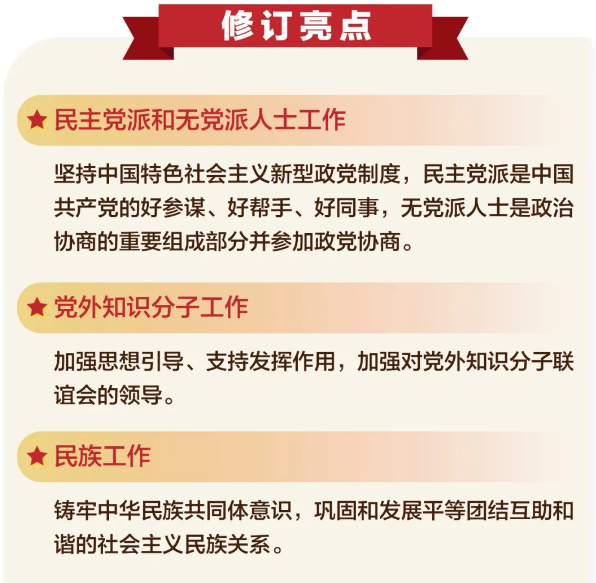 修订亮点
民主党派和无党派人士工作
坚持中国特色社会主义新型政党制度，民主党派是中国
共产党的好参谋、好帮手、好同事，无党派人士是政治
协商的重要组成部分并参加政党协商。
党外知识分子工作
加强思想引导、支持发挥作用，加强对党外知识分子联
谊会的领导。
民族工作
铸牢中华民族共同体意识，巩固和发展平等团结互助和
谐的社会主义民族关系。